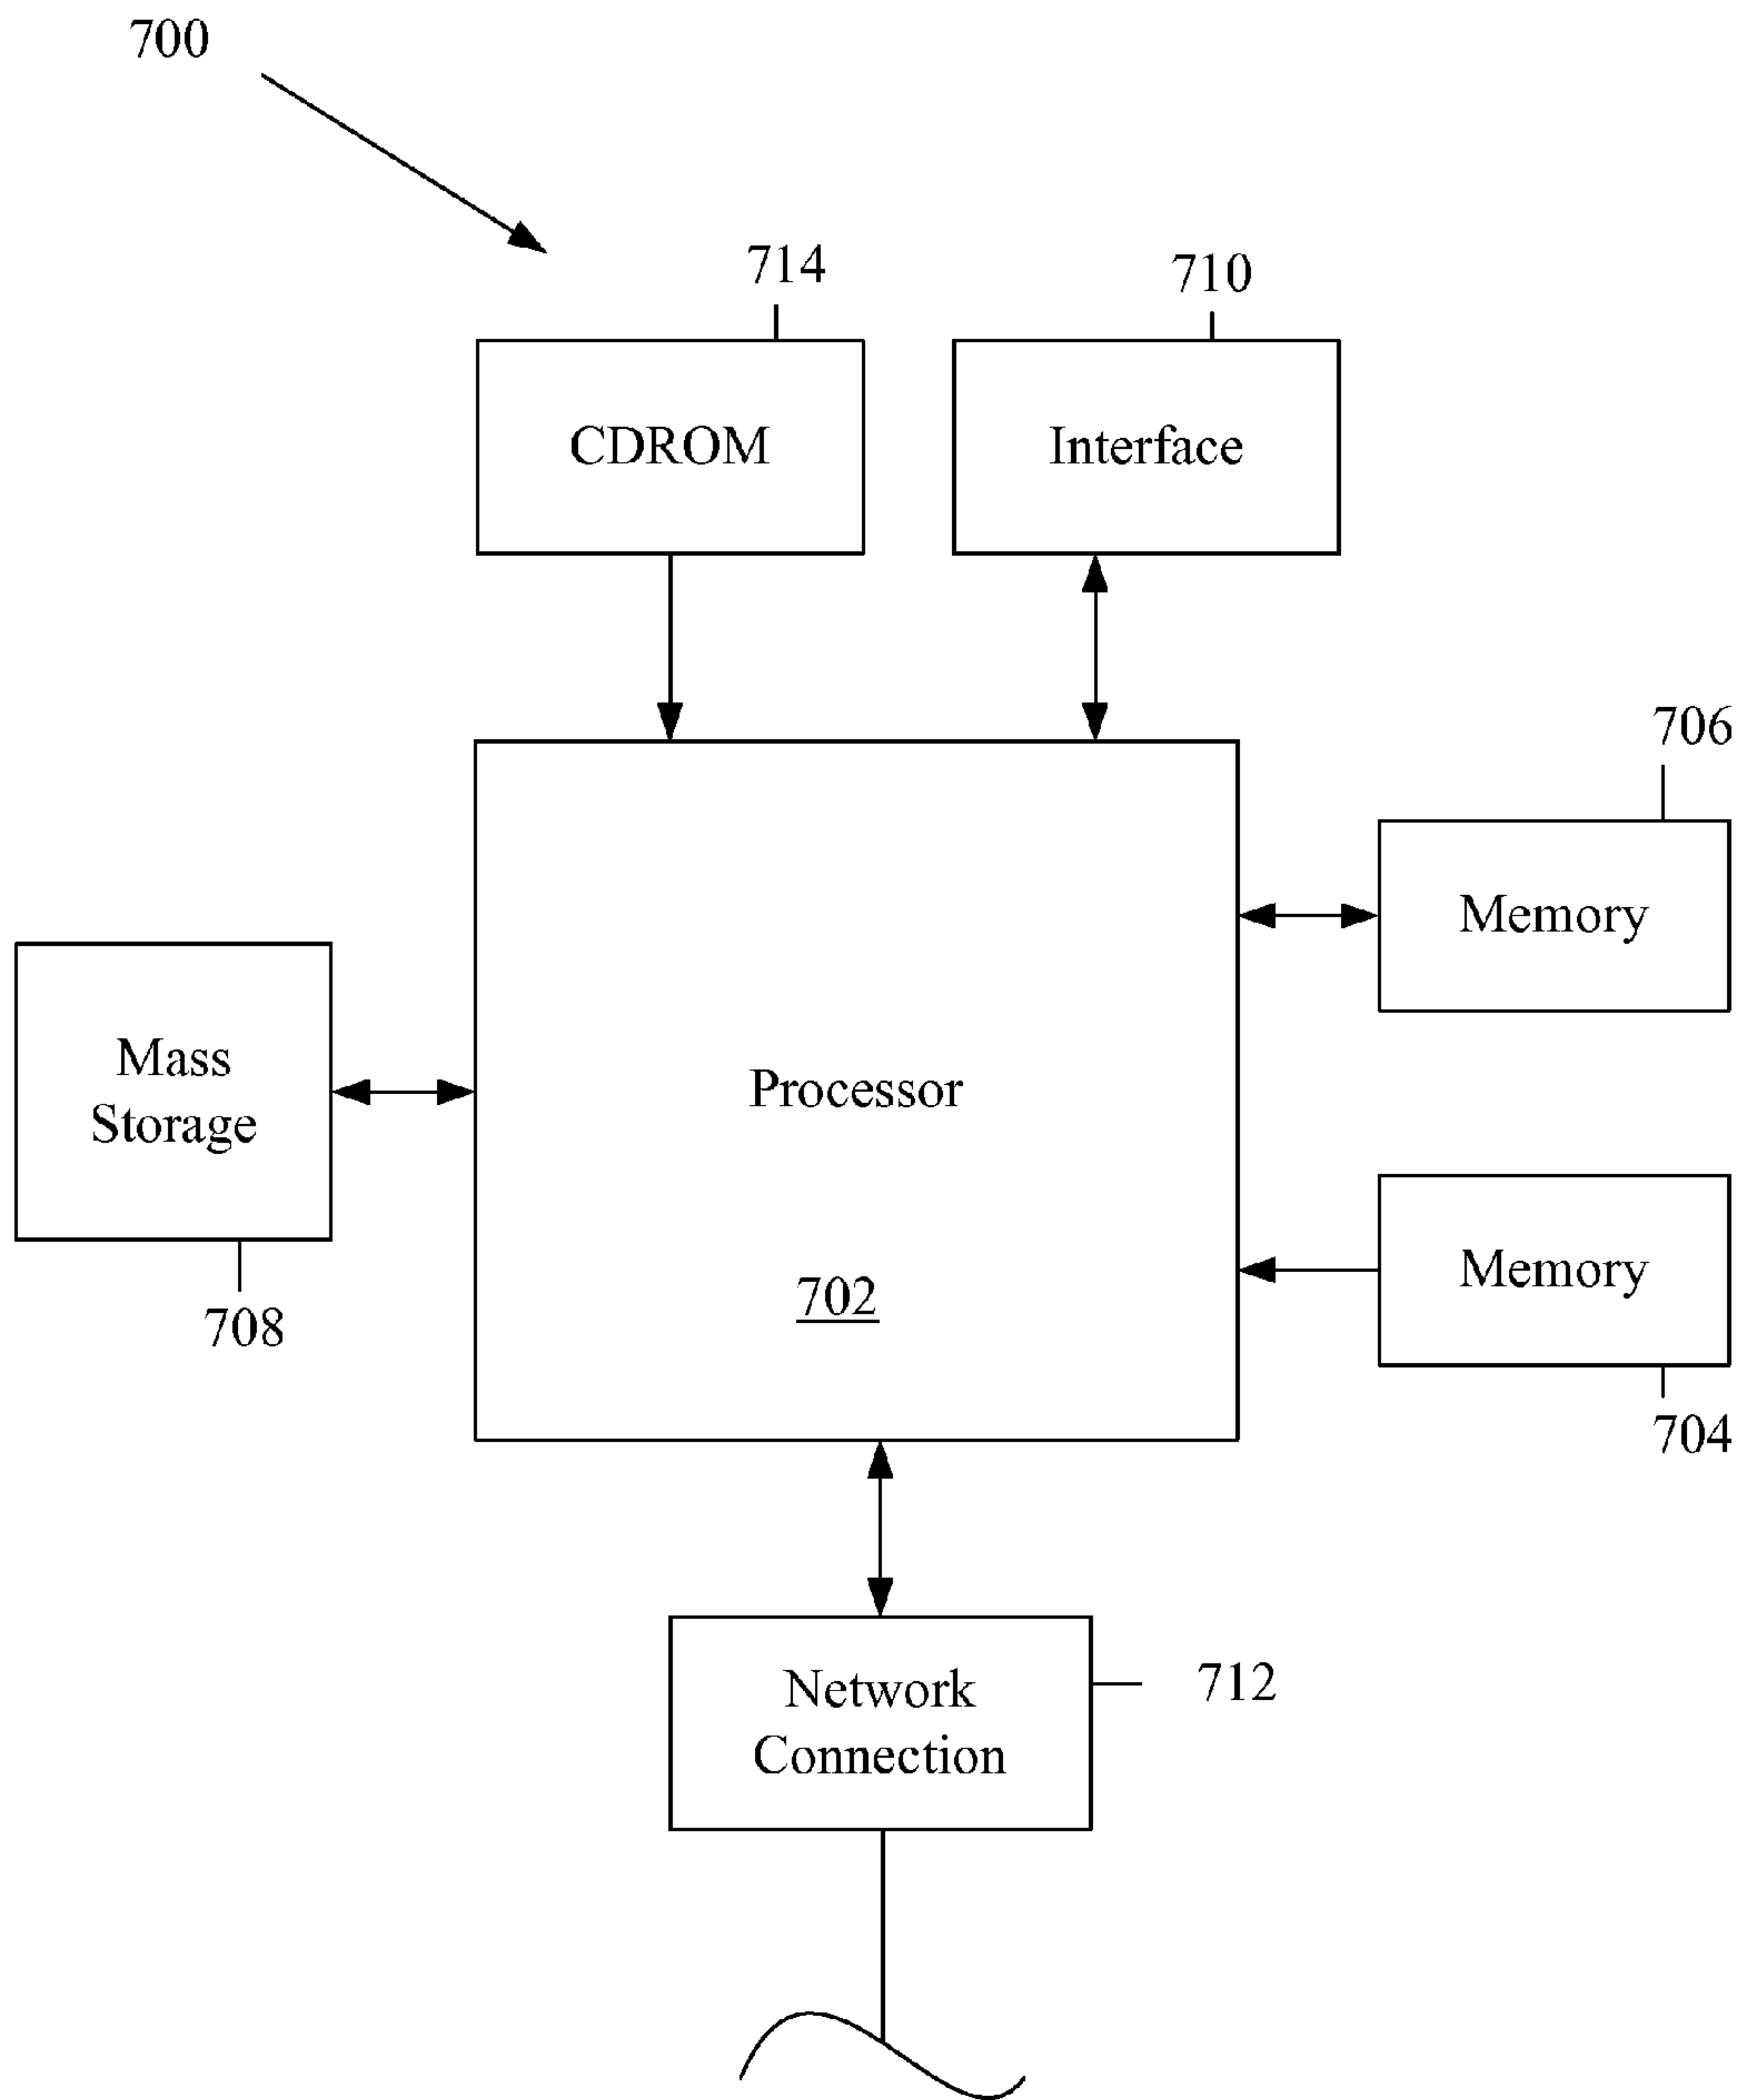 700
714
710
CDROM
Interface
706
Memory
Mass
Storage
Processor
708
702
Memory
704
Network
Connection
712